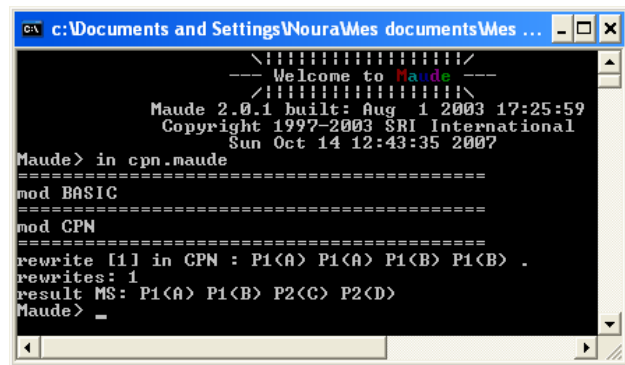 c:\Documents and Settings\Noura\Mes documents\Mes ...
\||||||||||||||||||/
--- Welcome to Maude ---
/||||||||||||||||||\
Maude 2.0.1 built: Aug  1 2003 17:25:59
Copyright 1997-2003 SRI International
Sun Oct 14 12:43:35 2007
Maude> in cpn.maude
==========================================
mod BASIC
==========================================
mod CPN
==========================================
rewrite [1] in CPN : P1(A) P1(A) P1(B) P1(B) .
rewrites: 1
result MS: P1(A) P1(B) P2(C) P2(D)
Maude> _